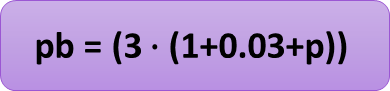 pb = (3 · (1+0.03+p))